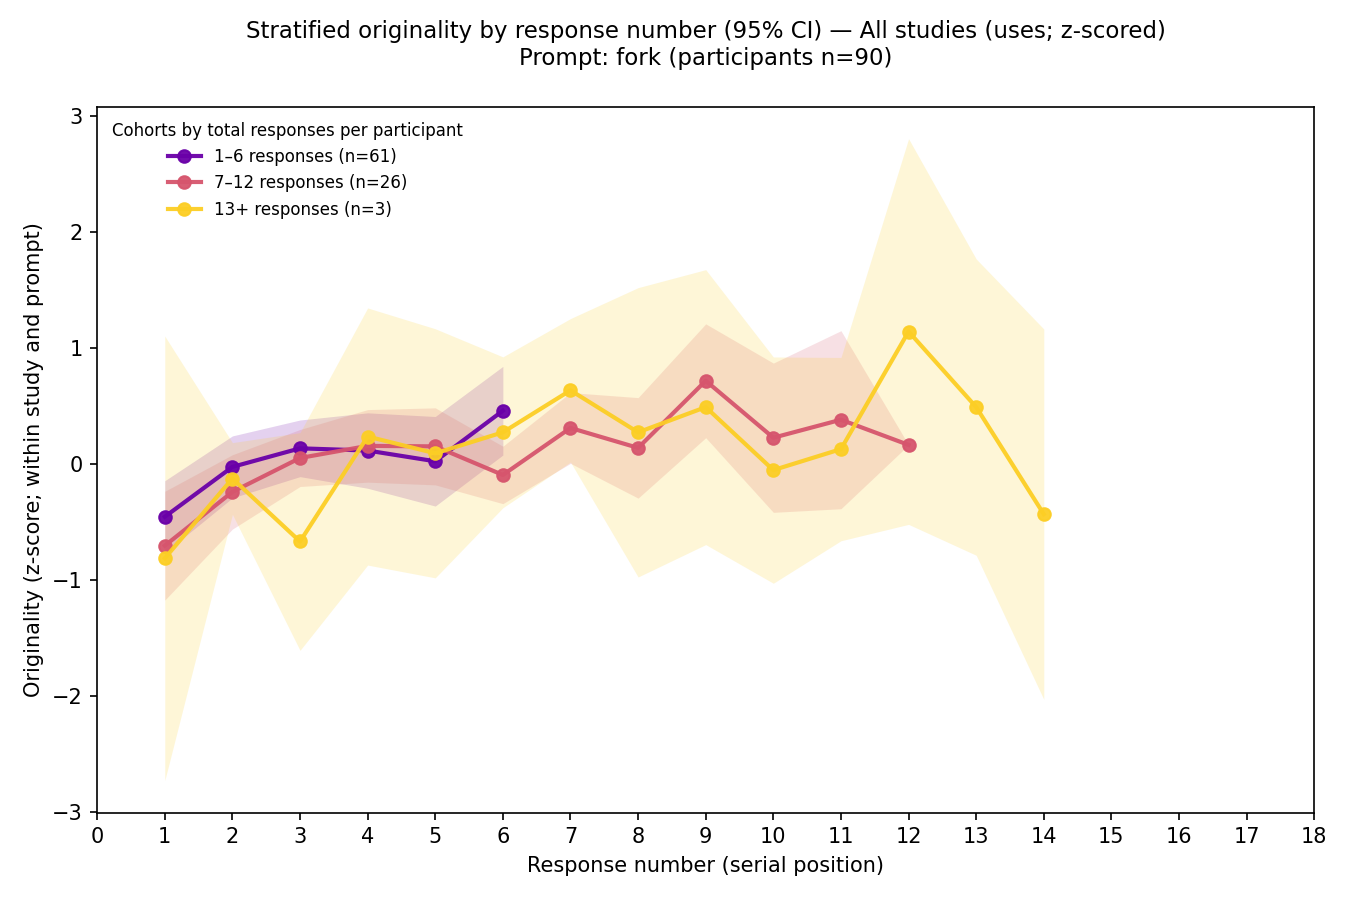 Stratified originality by response number (95% CI) — All studies (uses; z-scored)
Prompt: fork (participants n=90)
Cohorts by total responses per participant
1–6 responses (n=61)
7–12 responses (n=26)
13+ responses (n=3)
Originality (z-score; within study and prompt)
3
2
1
0
−1
−2
−3
0 1 2 3 4 5 6 7 8 9 10 11 12 13 14 15 16 17 18
Response number (serial position)